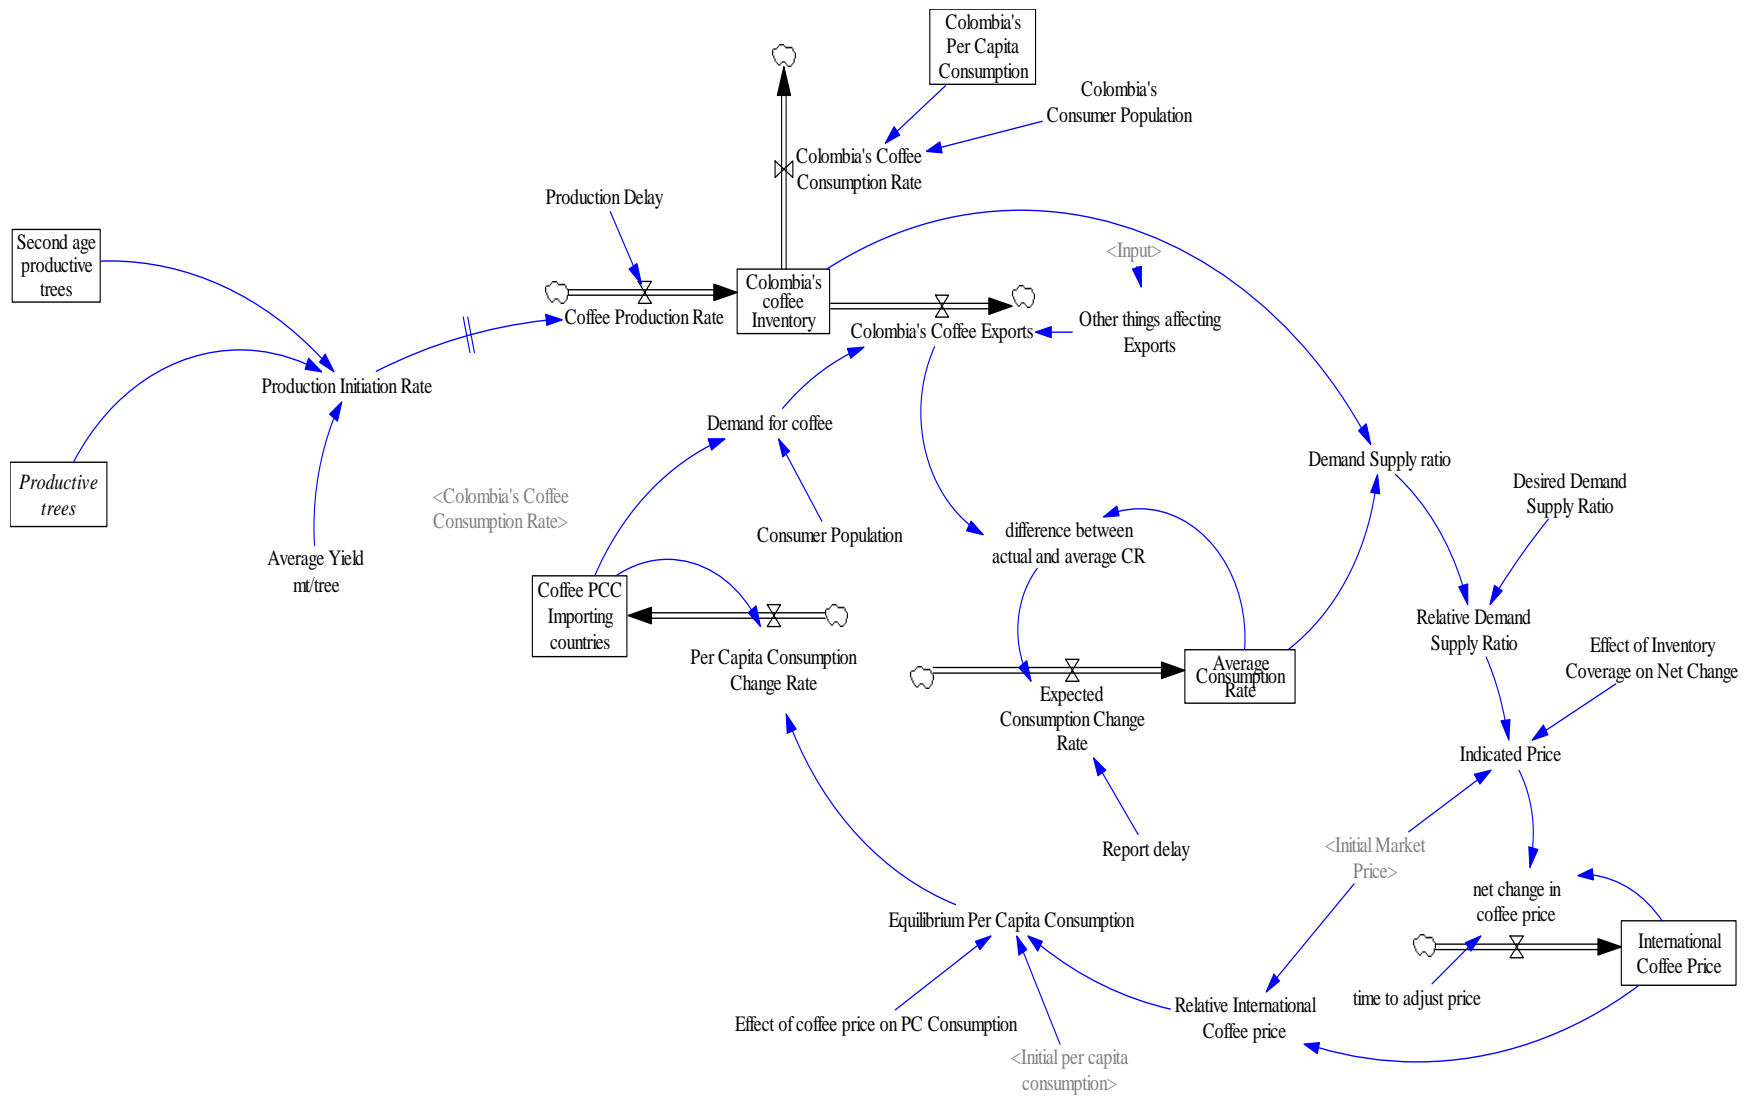 Colombia's
Per Capita
Consumption
Colombia's
Consumer Population
Colombia's Coffee
Consumption Rate
Production Delay
Second age
productive
trees
<Input>
Colombia's
coffee
Inventory
Coffee Production Rate
Colombia's Coffee Exports
Other things affecting
Exports
Production Initiation Rate
Demand for coffee
Demand Supply ratio
Productive
trees
<Colombia's Coffee
Consumption Rate>
Desired Demand
Supply Ratio
Consumer Population
difference between
actual and average CR
Average Yield
mt/tree
Coffee PCC
Importing
countries
Relative Demand
Supply Ratio
Per Capita Consumption
Change Rate
Average
Consumption
Rate
Effect of Inventory
Coverage on Net Change
Expected
Consumption Change
Rate
Indicated Price
Report delay
<Initial Market
Price>
net change in
coffee price
Equilibrium Per Capita Consumption
International
Coffee Price
time to adjust price
Relative International
Coffee price
Effect of coffee price on PC Consumption
<Initial per capita
consumption>